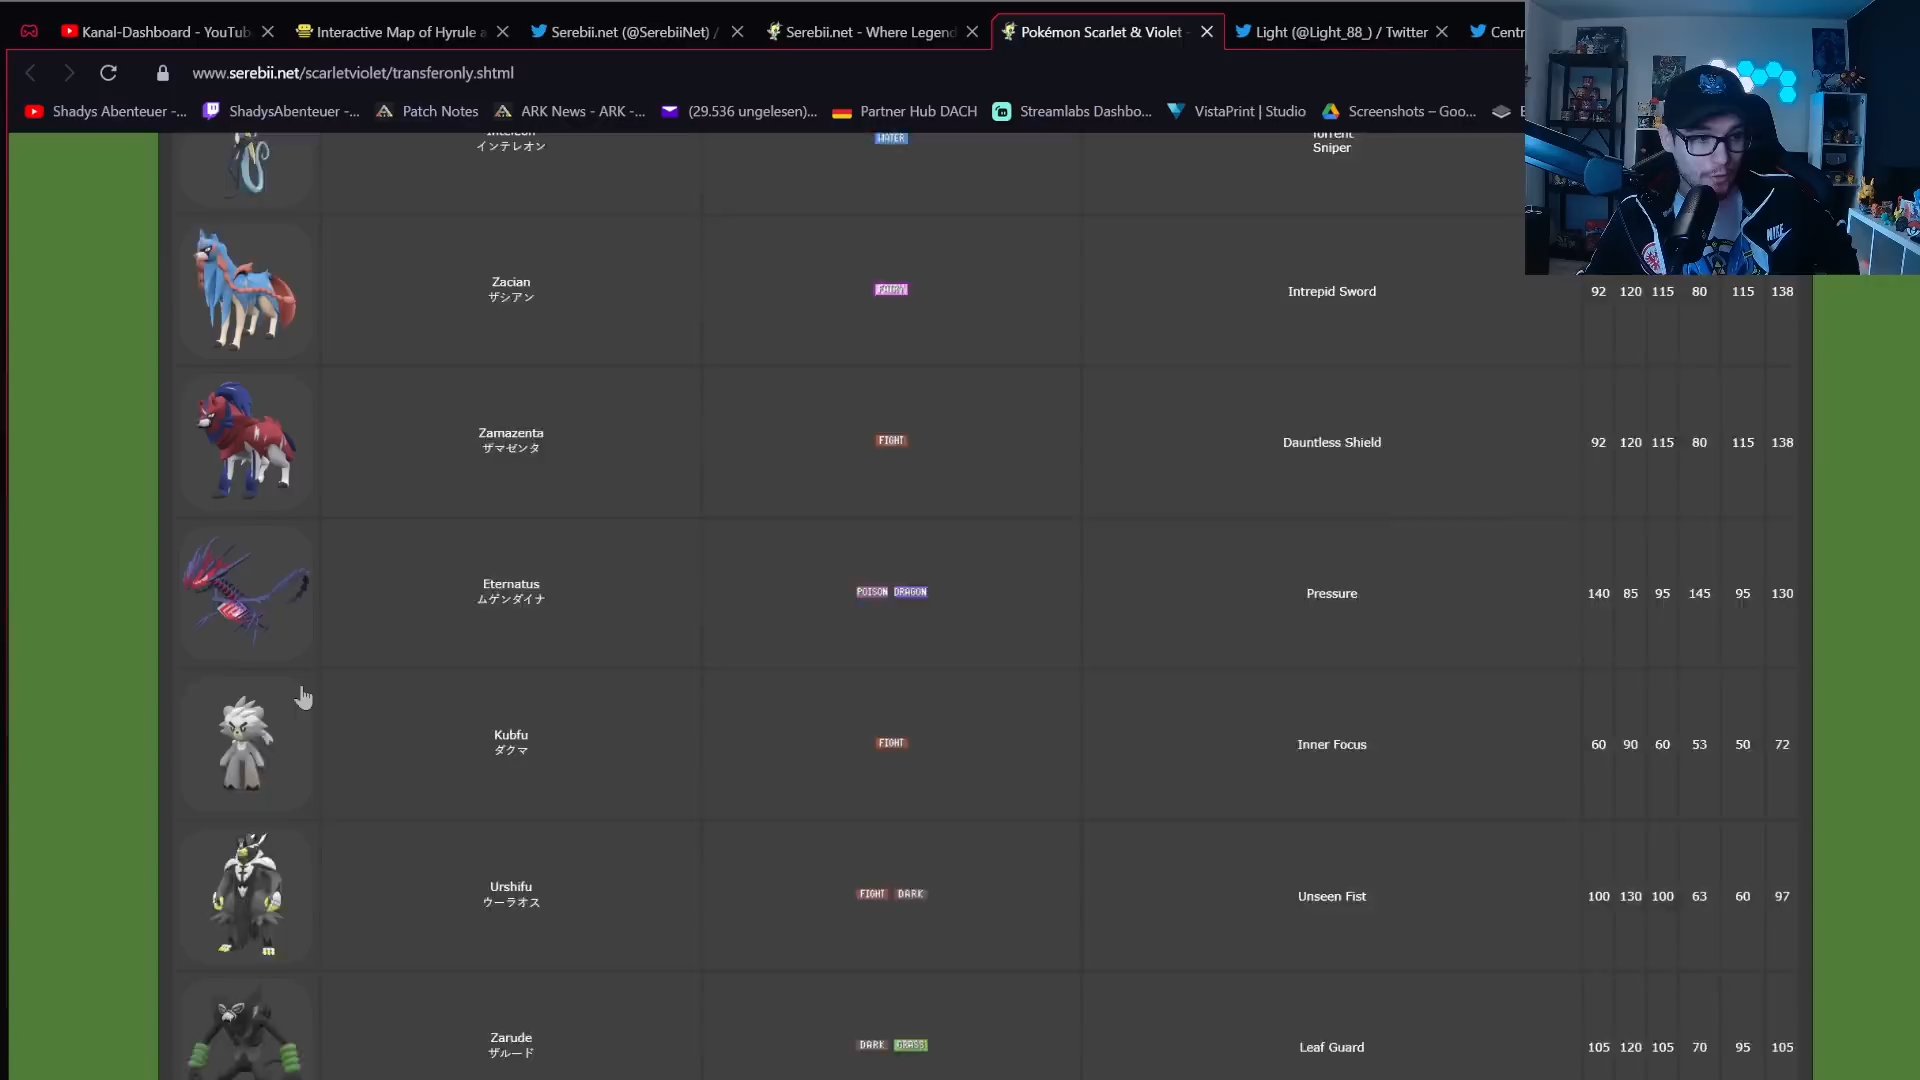 Kanal-Dashboard - YouTub
Interactive Map of Hyrule a
Serebii.net (@SerebiiNet) /
Serebii.net - Where Legend
Pokémon Scarlet & Violet -
Light (@Light_88_) / Twitter
Centr
www.serebii.net/scarletviolet/transferonly.shtml
Shadys Abenteuer -...
ShadysAbenteuer -...
Patch Notes
ARK News - ARK -...
(29.536 ungelesen)...
Partner Hub DACH
Streamlabs Dashbo...
VistaPrint | Studio
Screenshots – Goo...
インテレオン
WATER
Torrent
Sniper
Zacian
ザシアン
FAIRY
Intrepid Sword
92 120 115 80 115 138
Zamazenta
ザマゼンタ
FIGHT
Dauntless Shield
92 120 115 80 115 138
Eternatus
ムゲンダイナ
POISON DRAGON
Pressure
140 85 95 145 95 130
Kubfu
ダクマ
FIGHT
Inner Focus
60 90 60 53 50 72
Urshifu
ウーラオス
FIGHT DARK
Unseen Fist
100 130 100 63 60 97
Zarude
ザルード
DARK GRASS
Leaf Guard
105 120 105 70 95 105
NIKE